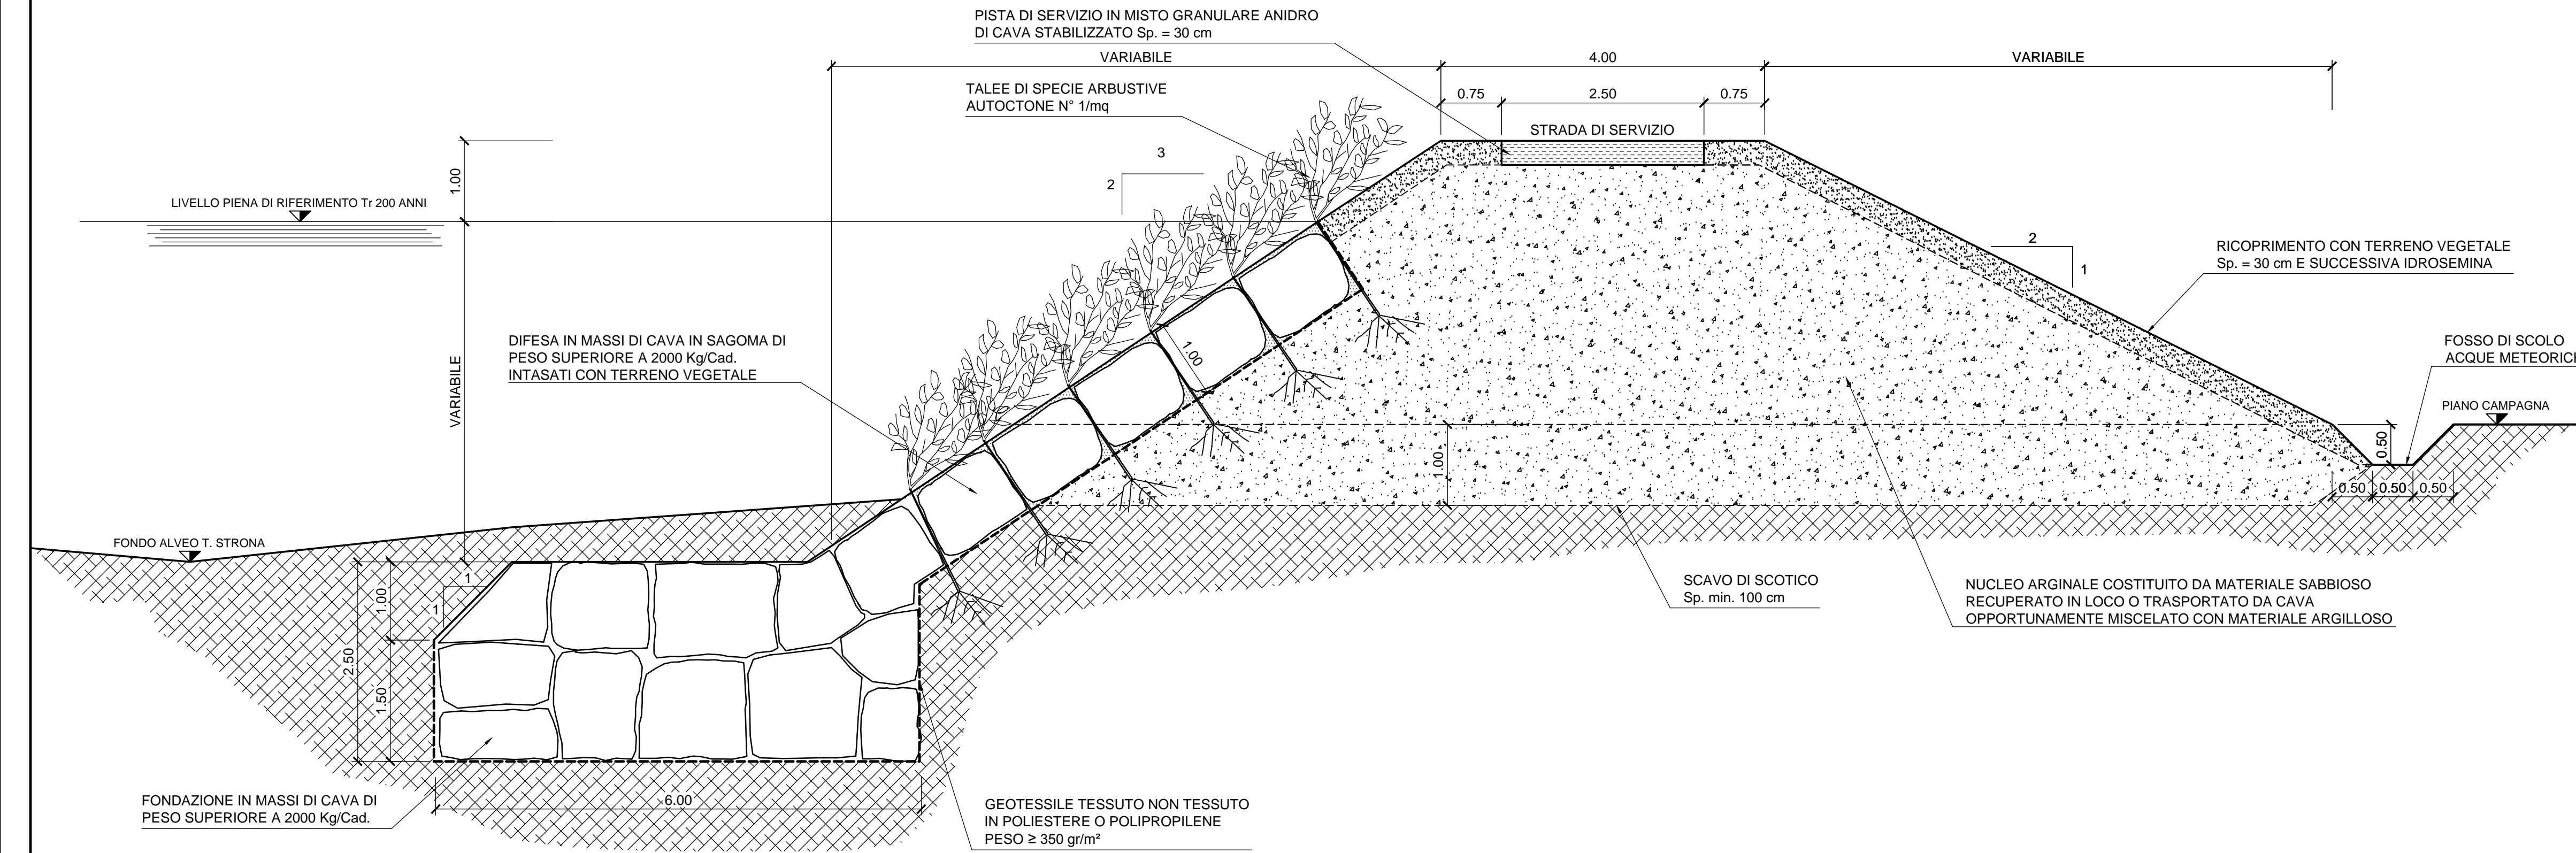 PISTA DI SERVIZIO IN MISTO GRANULARE ANIDRO
DI CAVA STABILIZZATO Sp. = 30 cm
VARIABILE
4.00
VARIABILE
TALEE DI SPECIE ARBUSTIVE
AUTOCTONE N° 1/mq
0.75
2.50
0.75
STRADA DI SERVIZIO
3
2
1.00
LIVELLO PIENA DI RIFERIMENTO Tr 200 ANNI
2
1
RICOPRIMENTO CON TERRENO VEGETALE
Sp. = 30 cm E SUCCESSIVA IDROSEMINA
DIFESA IN MASSI DI CAVA IN SAGOMA DI
PESO SUPERIORE A 2000 Kg/Cad.
INTASATI CON TERRENO VEGETALE
VARIABILE
1.00
FOSSO DI SCOLO
ACQUE METEORICH
PIANO CAMPAGNA
0.50
1.00
0.50
0.50
0.50
FONDO ALVEO T. STRONA
1
1
1.00
2.50
1.50
SCAVO DI SCOTICO
Sp. min. 100 cm
NUCLEO ARGINALE COSTITUITO DA MATERIALE SABBIOSO
RECUPERATO IN LOCO O TRASPORTATO DA CAVA
OPPORTUNAMENTE MISCELATO CON MATERIALE ARGILLOSO
FONDAZIONE IN MASSI DI CAVA DI
PESO SUPERIORE A 2000 Kg/Cad.
6.00
GEOTESSILE TESSUTO NON TESSUTO
IN POLIESTERE O POLIPROPILENE
PESO ≥ 350 gr/m²